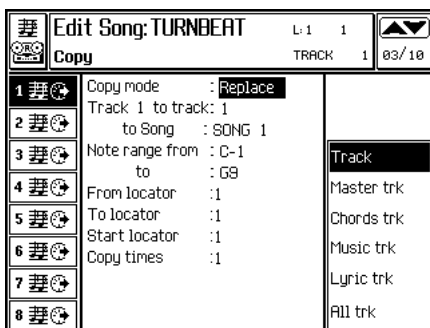 Edit Song: TURNBEAT L: 1 1
Copy TRACK 1 03/10
1
2
3
4
5
6
7
8
Copy mode : Replace
Track 1 to track: 1
to Song : SONG 1
Note range from : C-1
to : G9
From locator :1
To locator :1
Start locator :1
Copy times :1
Track
Master trk
Chords trk
Music trk
Lyric trk
All trk